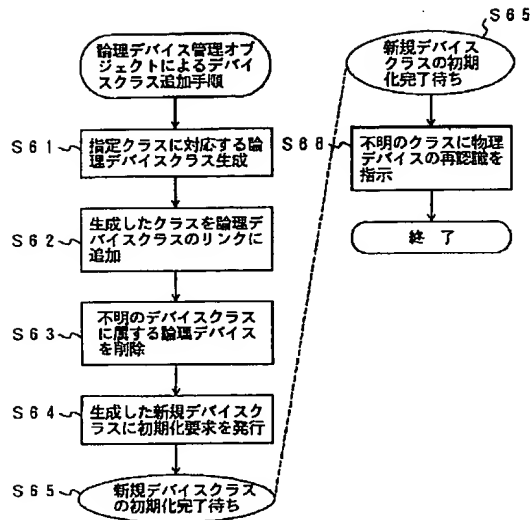 論理デバイス管理オブ
ジェクトによるデバイ
スクラス追加手順
S61
指定クラスに対応する論
理デバイスクラス生成
S62
生成したクラスを論理デ
バイスクラスのリンクに
追加
S63
不明のデバイスクラス
に属する論理デバイス
を削除
S64
生成した新規デバイスク
ラスに初期化要求を発行
S65
新規デバイスクラス
の初期化完了待ち
S65
新規デバイス
クラスの初期
化完了待ち
S68
不明のクラスに物理
デバイスの再認識を
指示
終了